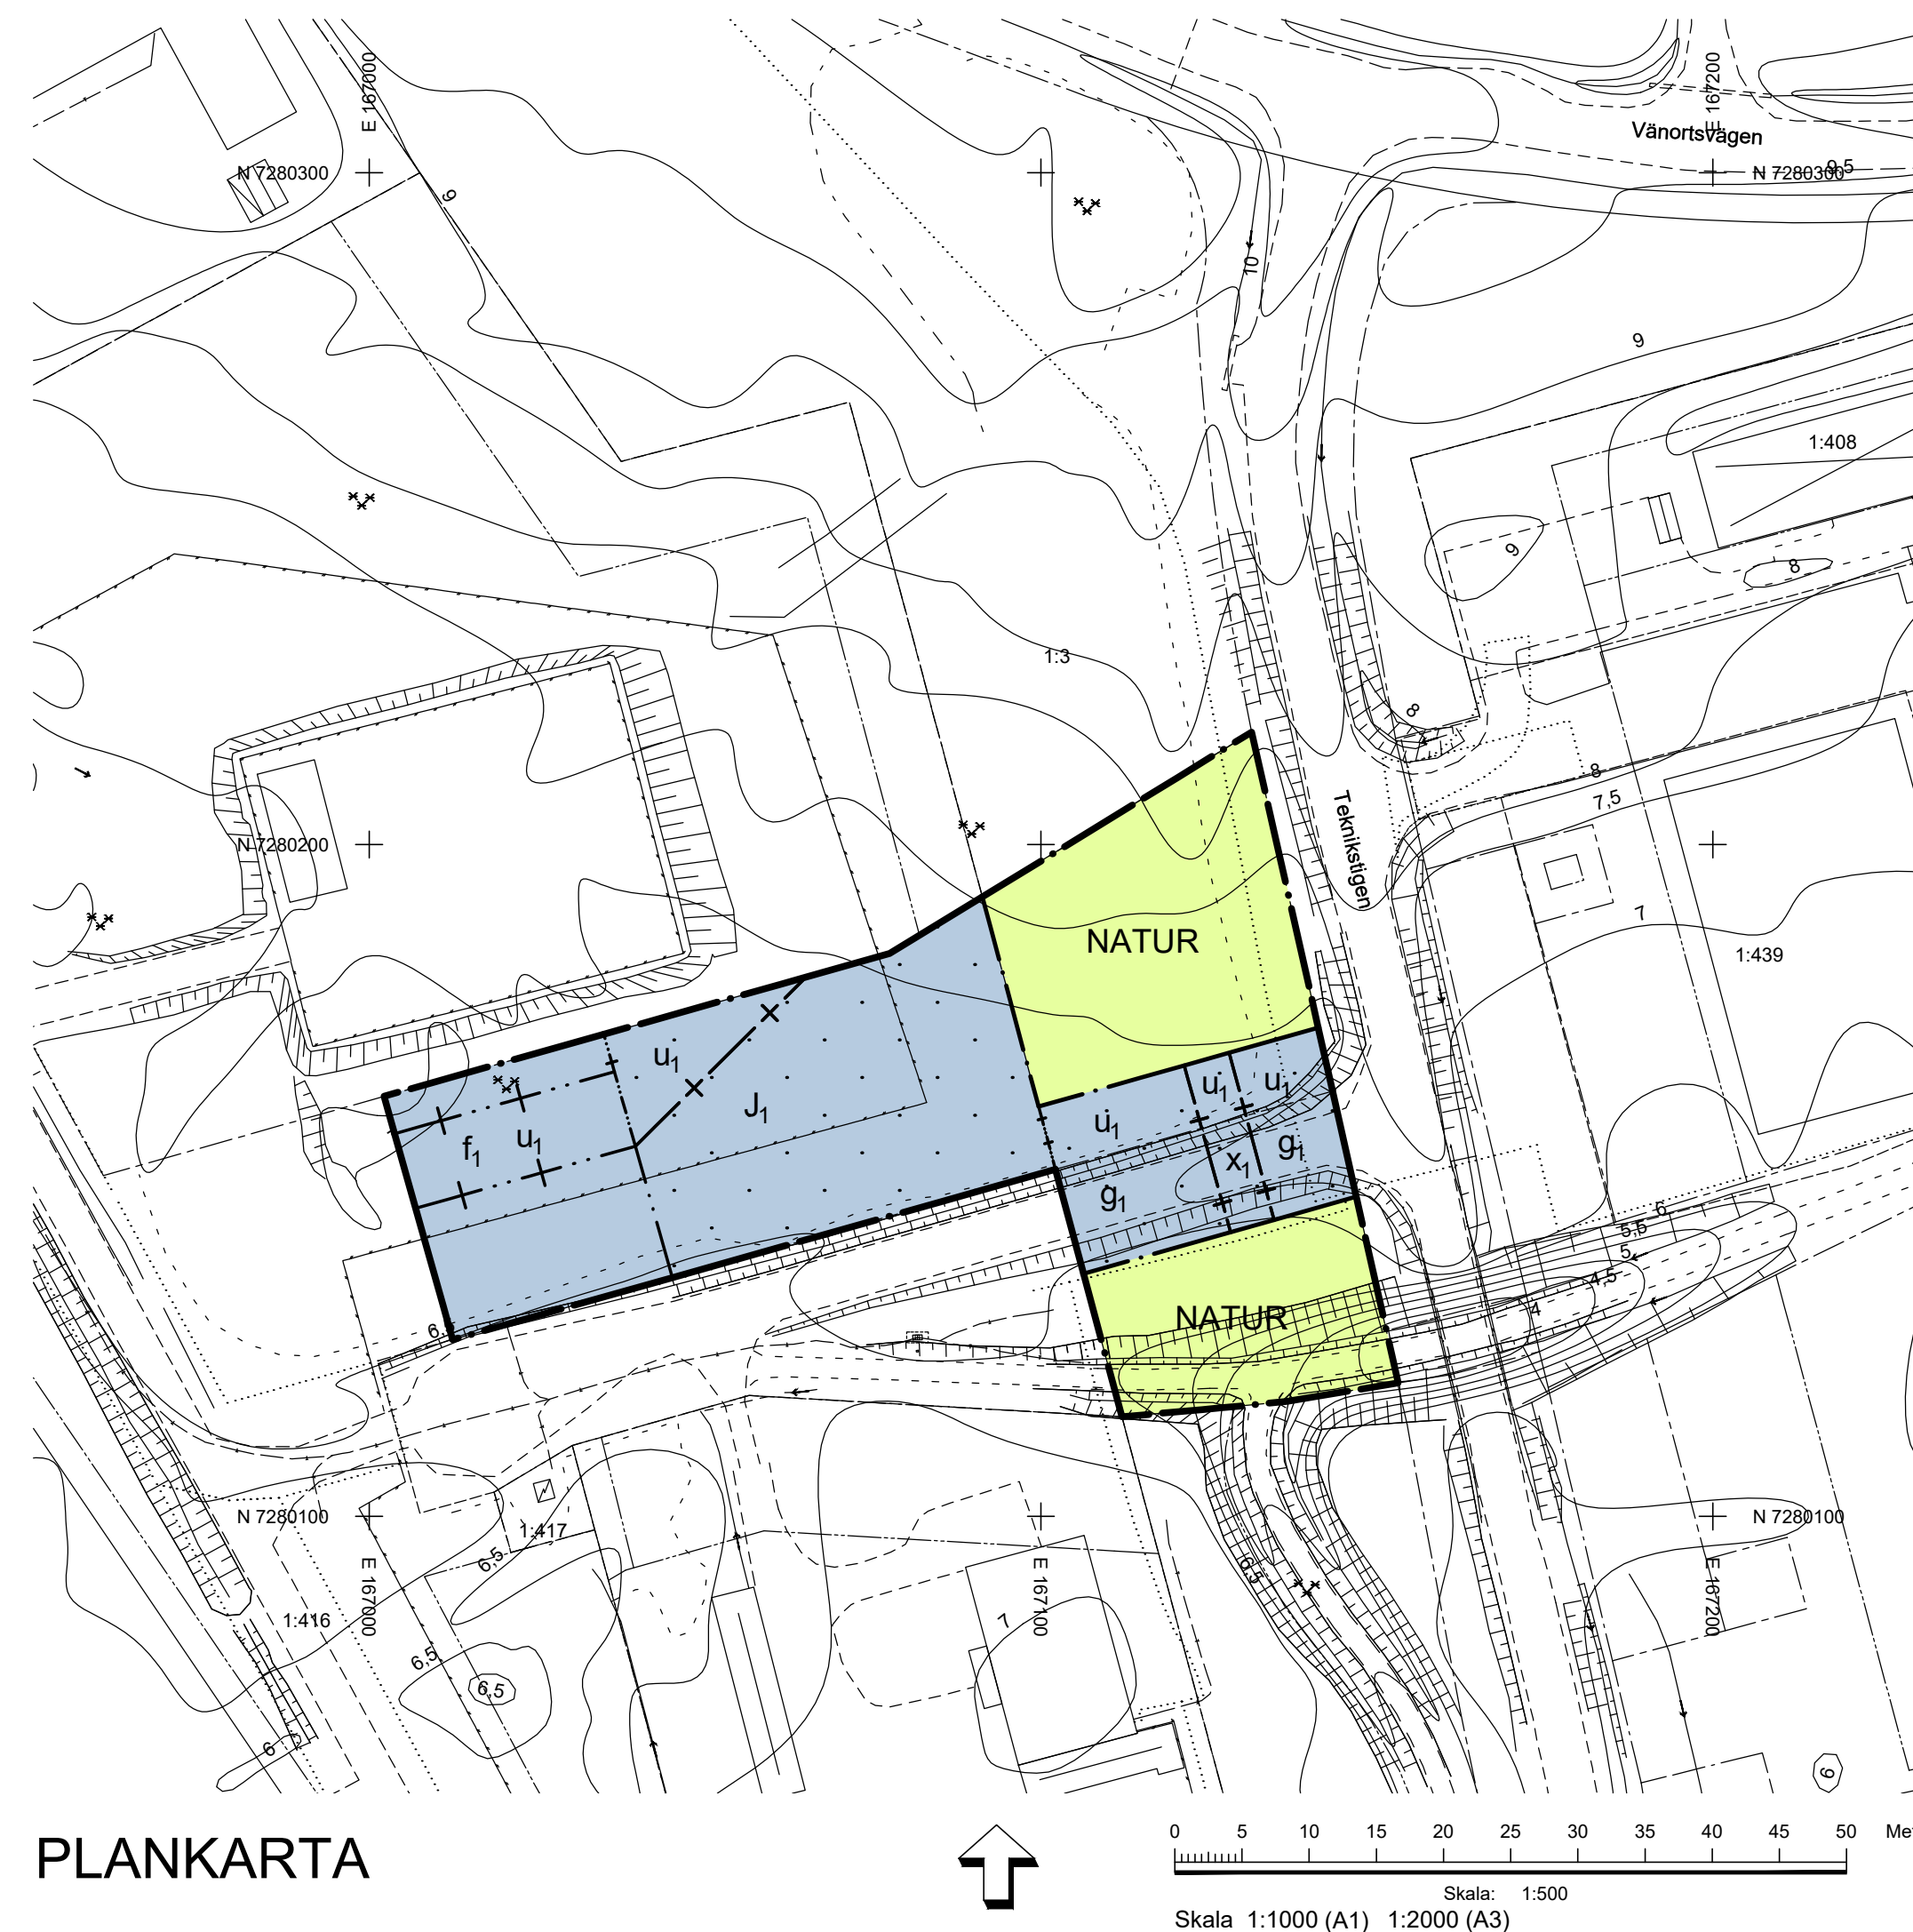 E 167000
E 167200
Vänortsvägen
N 7280300
N 7280300
9,5
9
10
9
1:408
9
8
1:3
8
8
7,5
Teknikstigen
N 7280200
7
1:439
NATUR
u1
u1
u1
J1
u1
f1
u1
g1
x1
g1
6
5,5
5
4,5
4
NATUR
N 7280100
N 7280100
1:417
6,5
6,5
E 167000
E 167100
E 167200
1:416
7
6,5
6,5
6
6
PLANKARTA
0 5 10 15 20 25 30 35 40 45 50
Skala: 1:500
Skala 1:1000 (A1) 1:2000 (A3)